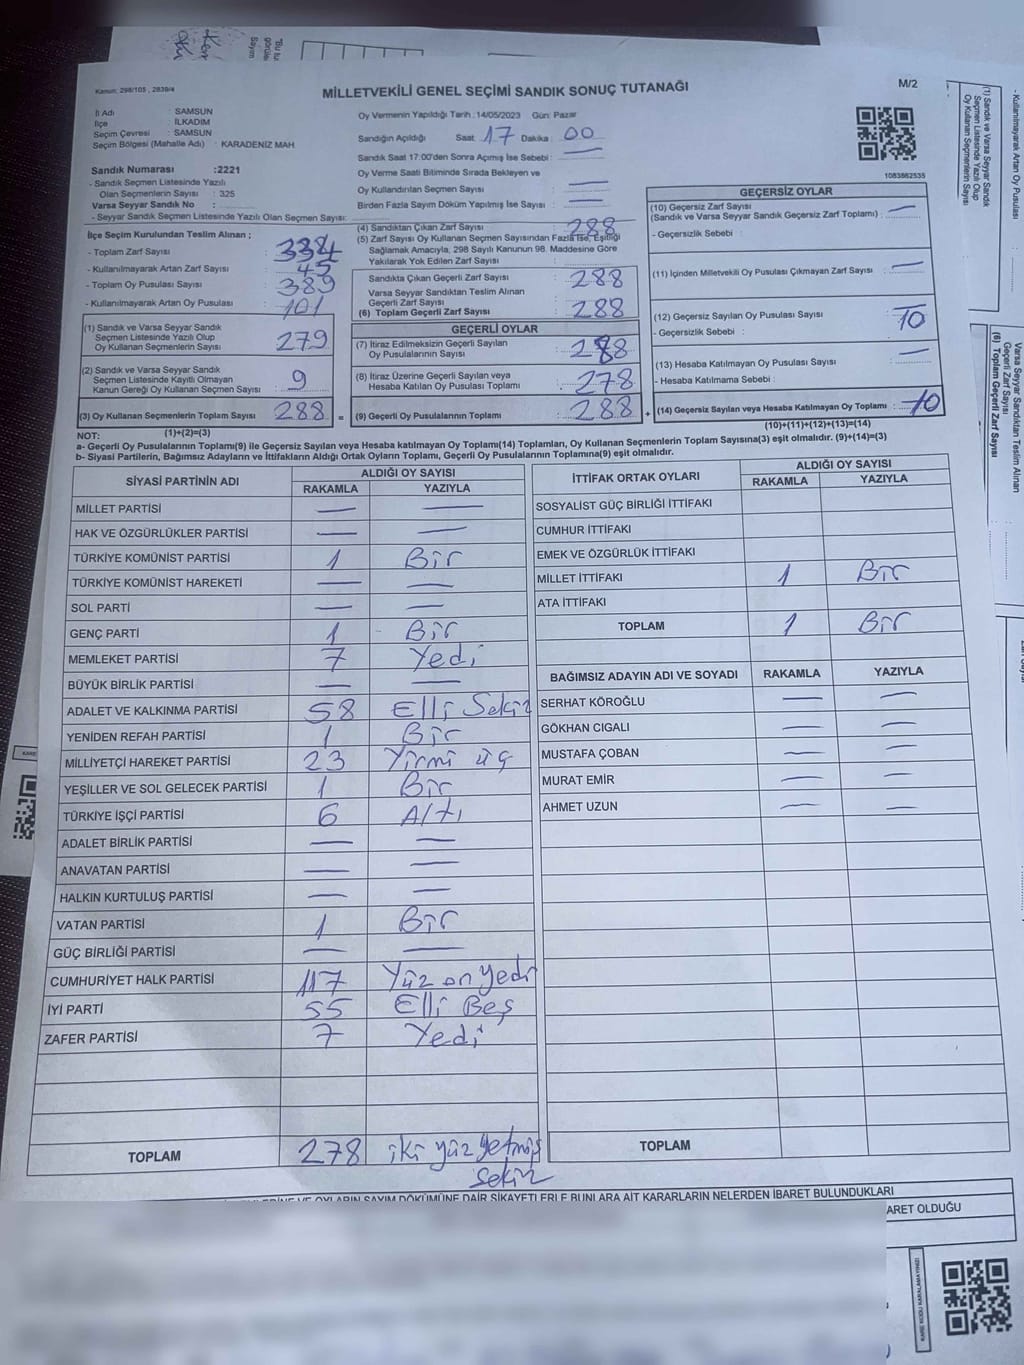 Kanun: 298/105 , 2839/4
MİLLETVEKİLİ GENEL SEÇİMİ SANDIK SONUÇ TUTANAĞI
M/2
İl Adı : SAMSUN
İlçe : İLKADIM
Seçim Çevresi : SAMSUN
Seçim Bölgesi (Mahalle Adı) : KARADENİZ MAH
Sandık Numarası :2221
- Sandık Seçmen Listesinde Yazılı
Olan Seçmenlerin Sayısı : 325
Varsa Seyyar Sandık No :
- Seyyar Sandık Seçmen Listesinde Yazılı Olan Seçmen Sayısı:
Oy Vermenin Yapıldığı Tarih : 14/05/2023 Gün: Pazar
Sandığın Açıldığı Saat 17 Dakika : 00
Sandık Saat 17:00'den Sonra Açımış İse Sebebi : —
Oy Verme Saati Bitiminde Sırada Bekleyen ve
Oy Kullandırılan Seçmen Sayısı : —
Birden Fazla Sayım Döküm Yapılmış İse Sayısı : —
1083862535
İlçe Seçim Kurulundan Teslim Alınan ;
- Toplam Zarf Sayısı : 334
- Kullanılmayarak Artan Zarf Sayısı : 45
- Toplam Oy Pusulası Sayısı : 389
- Kullanılmayarak Artan Oy Pusulası : 101
(1) Sandık ve Varsa Seyyar Sandık
Seçmen Listesinde Yazılı Olup
Oy Kullanan Seçmenlerin Sayısı : 279
(2) Sandık ve Varsa Seyyar Sandık
Seçmen Listesinde Kayıtlı Olmayan
Kanun Gereği Oy Kullanan Seçmen Sayısı : 9
(3) Oy Kullanan Seçmenlerin Toplam Sayısı : 288 =
(1)+(2)=(3)
(4) Sandıktan Çıkan Zarf Sayısı : 288
(5) Zarf Sayısı Oy Kullanan Seçmen Sayısından Fazla İse, Eşitliği
Sağlamak Amacıyla, 298 Sayılı Kanunun 98. Maddesine Göre
Yakılarak Yok Edilen Zarf Sayısı :
Sandıkta Çıkan Geçerli Zarf Sayısı : 288
Varsa Seyyar Sandıktan Teslim Alınan
Geçerli Zarf Sayısı :
(6) Toplam Geçerli Zarf Sayısı : 288
GEÇERLİ OYLAR
(7) İtiraz Edilmeksizin Geçerli Sayılan
Oy Pusulalarının Sayısı : 288
(8) İtiraz Üzerine Geçerli Sayılan veya
Hesaba Katılan Oy Pusulası Toplamı : 278
(9) Geçerli Oy Pusulalarının Toplamı : 288 +
GEÇERSİZ OYLAR
(10) Geçersiz Zarf Sayısı
(Sandık ve Varsa Seyyar Sandık Geçersiz Zarf Toplamı) : —
- Geçersizlik Sebebi :
(11) İçinden Milletvekili Oy Pusulası Çıkmayan Zarf Sayısı : —
(12) Geçersiz Sayılan Oy Pusulası Sayısı : 10
- Geçersizlik Sebebi :
(13) Hesaba Katılmayan Oy Pusulası Sayısı : —
- Hesaba Katılmama Sebebi :
(14) Geçersiz Sayılan veya Hesaba Katılmayan Oy Toplamı : 10
(10)+(11)+(12)+(13)=(14)
NOT:
a- Geçerli Oy Pusulalarının Toplamı(9) ile Geçersiz Sayılan veya Hesaba katılmayan Oy Toplamı(14) Toplamları, Oy Kullanan Seçmenlerin Toplam Sayısına(3) eşit olmalıdır. (9)+(14)=(3)
b- Siyasi Partilerin, Bağımsız Adayların ve İttifakların Aldığı Ortak Oyların Toplamı, Geçerli Oy Pusulalarının Toplamına(9) eşit olmalıdır.
SİYASİ PARTİNİN ADI
ALDIĞI OY SAYISI
RAKAMLA YAZIYLA
MİLLET PARTİSİ — —
HAK VE ÖZGÜRLÜKLER PARTİSİ — —
TÜRKİYE KOMÜNİST PARTİSİ 1 Bir
TÜRKİYE KOMÜNİST HAREKETİ — —
SOL PARTİ — —
GENÇ PARTİ 1 Bir
MEMLEKET PARTİSİ 7 Yedi
BÜYÜK BİRLİK PARTİSİ — —
ADALET VE KALKINMA PARTİSİ 58 Elli Sekiz
YENİDEN REFAH PARTİSİ 1 Bir
MİLLİYETÇİ HAREKET PARTİSİ 23 Yirmi üç
YEŞİLLER VE SOL GELECEK PARTİSİ 1 Bir
TÜRKİYE İŞÇİ PARTİSİ 6 Altı
ADALET BİRLİK PARTİSİ — —
ANAVATAN PARTİSİ — —
HALKIN KURTULUŞ PARTİSİ — —
VATAN PARTİSİ 1 Bir
GÜÇ BİRLİĞİ PARTİSİ — —
CUMHURİYET HALK PARTİSİ 117 Yüz on yedi
İYİ PARTİ 55 Elli Beş
ZAFER PARTİSİ 7 Yedi
TOPLAM 278 iki yüz yetmiş
sekiz
İTTİFAK ORTAK OYLARI
ALDIĞI OY SAYISI
RAKAMLA YAZIYLA
SOSYALİST GÜÇ BİRLİĞİ İTTİFAKI
CUMHUR İTTİFAKI
EMEK VE ÖZGÜRLÜK İTTİFAKI
MİLLET İTTİFAKI 1 Bir
ATA İTTİFAKI
TOPLAM 1 Bir
BAĞIMSIZ ADAYIN ADI VE SOYADI RAKAMLA YAZIYLA
SERHAT KÖROĞLU — —
GÖKHAN CIGALI — —
MUSTAFA ÇOBAN — —
MURAT EMİR — —
AHMET UZUN — —
TOPLAM
VE OYLARIN SAYIM DÖKÜMÜNE DAİR ŞİKAYETLERLE BUNLARA AİT KARARLARIN NELERDEN İBARET BULUNDUKLARI
ARET OLDUĞU
KARE KODU KARALAMAYINIZ!
- Kullanılmayarak Artan Oy Pusulası
(1) Sandık ve Varsa Seyyar Sandık
Seçmen Listesinde Yazılı Olup
Oy Kullanan Seçmenlerin Sayısı
Varsa Seyyar Sandıktan Teslim Alınan
Geçerli Zarf Sayısı
(6) Toplam Geçerli Zarf Sayısı